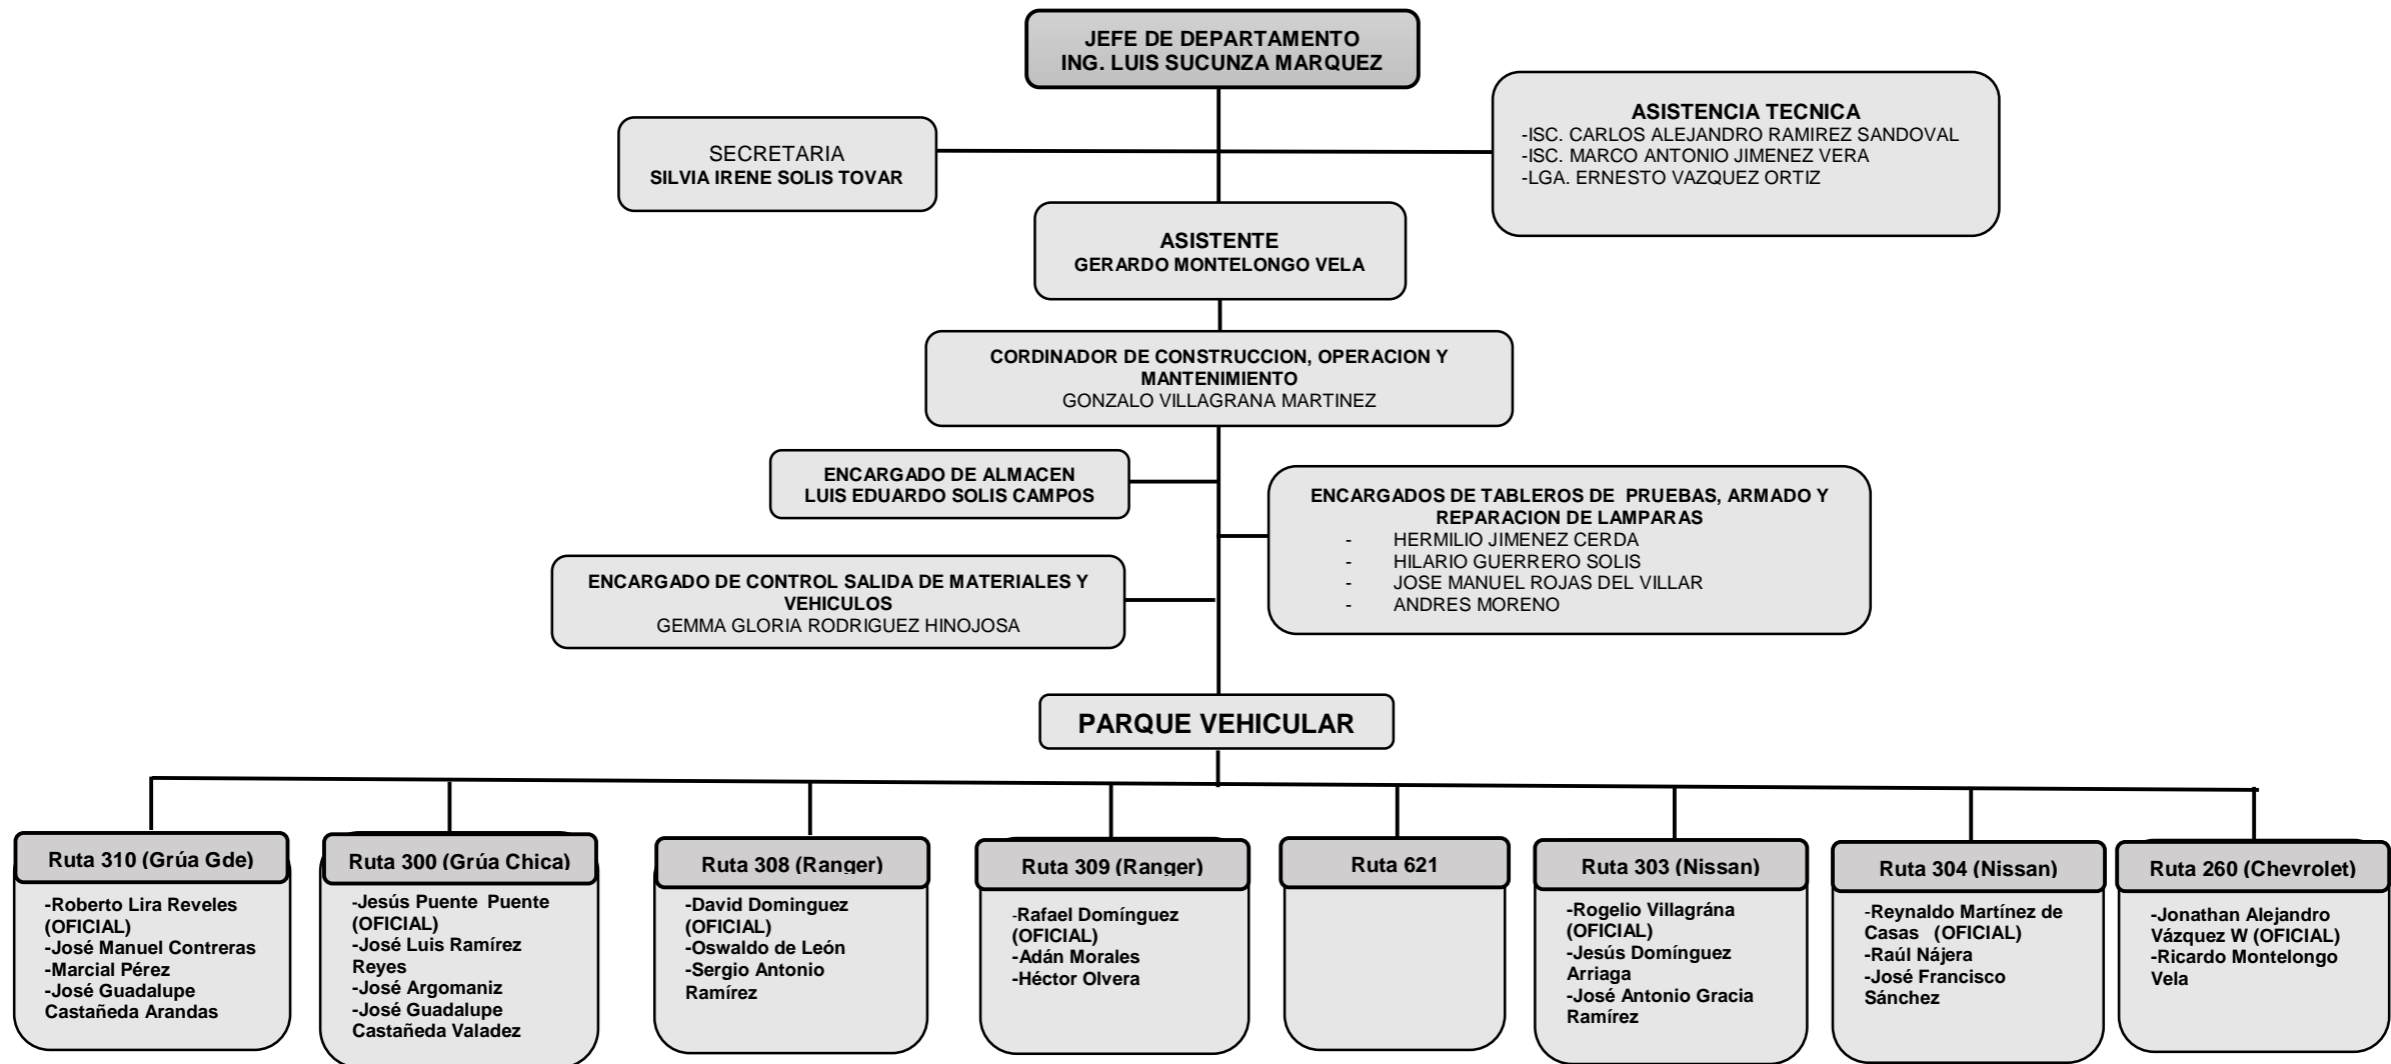 JEFE DE DEPARTAMENTO
ING. LUIS SUCUNZA MARQUEZ
SECRETARIA
SILVIA IRENE SOLIS TOVAR
ASISTENCIA TECNICA
-ISC. CARLOS ALEJANDRO RAMIREZ SANDOVAL
-ISC. MARCO ANTONIO JIMENEZ VERA
-LGA. ERNESTO VAZQUEZ ORTIZ
ASISTENTE
GERARDO MONTELONGO VELA
CORDINADOR DE CONSTRUCCION, OPERACION Y
MANTENIMIENTO
GONZALO VILLAGRANA MARTINEZ
ENCARGADO DE ALMACEN
LUIS EDUARDO SOLIS CAMPOS
ENCARGADOS DE TABLEROS DE PRUEBAS, ARMADO Y
REPARACION DE LAMPARAS
- HERMILIO JIMENEZ CERDA
- HILARIO GUERRERO SOLIS
- JOSE MANUEL ROJAS DEL VILLAR
- ANDRES MORENO
ENCARGADO DE CONTROL SALIDA DE MATERIALES Y
VEHICULOS
GEMMA GLORIA RODRIGUEZ HINOJOSA
PARQUE VEHICULAR
Ruta 310 (Grúa Gde)
-Roberto Lira Reveles
(OFICIAL)
-José Manuel Contreras
-Marcial Pérez
-José Guadalupe
Castañeda Arandas
Ruta 300 (Grúa Chica)
-Jesús Puente Puente
(OFICIAL)
-José Luis Ramírez
Reyes
-José Argomaniz
-José Guadalupe
Castañeda Valadez
Ruta 308 (Ranger)
-David Dominguez
(OFICIAL)
-Oswaldo de León
-Sergio Antonio
Ramírez
Ruta 309 (Ranger)
-Rafael Domínguez
(OFICIAL)
-Adán Morales
-Héctor Olvera
Ruta 621
Ruta 303 (Nissan)
-Rogelio Villagrána
(OFICIAL)
-Jesús Domínguez
Arriaga
-José Antonio Gracia
Ramírez
Ruta 304 (Nissan)
-Reynaldo Martínez de
Casas (OFICIAL)
-Raúl Nájera
-José Francisco
Sánchez
Ruta 260 (Chevrolet)
-Jonathan Alejandro
Vázquez W (OFICIAL)
-Ricardo Montelongo
Vela